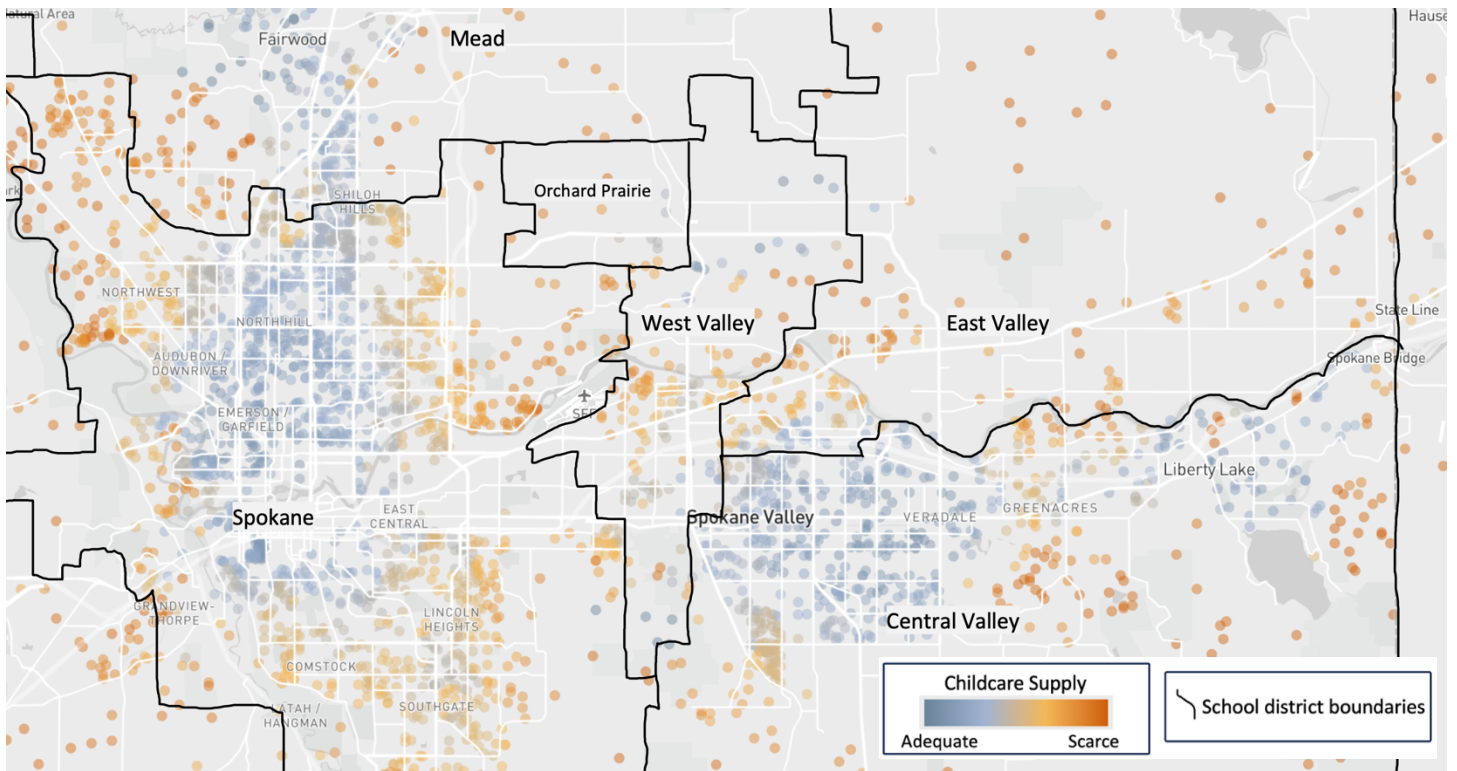 Natural Area
Hause
Fairwood
Mead
Orchard Prairie
SHILOH
HILLS
NORTHWEST
NORTH HILL
West Valley
East Valley
State Line
AUDUBON /
DOWNRIVER
Spokane Bridge
SFF
EMERSON /
GARFIELD
Liberty Lake
Spokane
EAST
CENTRAL
Spokane Valley
VERADALE
GREENACRES
GRANDVIEW-
THORPE
LINCOLN
HEIGHTS
Central Valley
COMSTOCK
LATAH /
HANGMAN
SOUTHGATE
Childcare Supply
Adequate
Scarce
School district boundaries